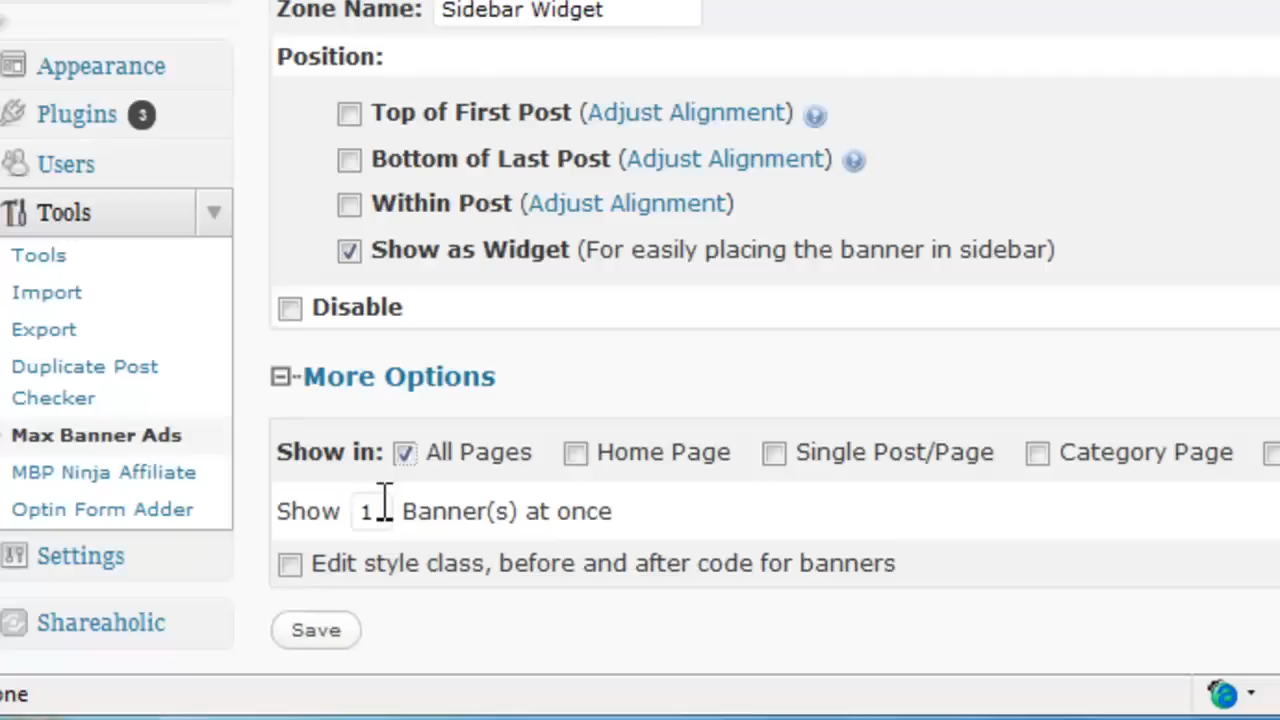 Zone Name: Sidebar Widget
Position:
Top of First Post (Adjust Alignment) ?
Bottom of Last Post (Adjust Alignment) ?
Within Post (Adjust Alignment)
Show as Widget (For easily placing the banner in sidebar)
Disable
More Options
Show in: All Pages Home Page Single Post/Page Category Page
Show 1 Banner(s) at once
Edit style class, before and after code for banners
Save
Appearance
Plugins 3
Users
Tools
Tools
Import
Export
Duplicate Post
Checker
Max Banner Ads
MBP Ninja Affiliate
Optin Form Adder
Settings
Shareaholic
one